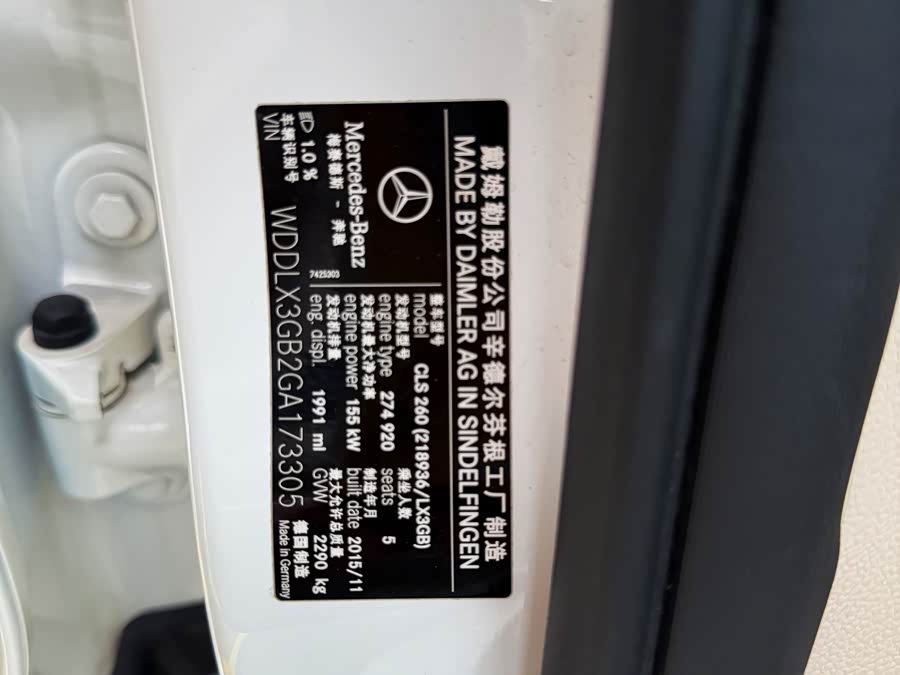 戴姆勒股份公司辛德尔芬根工厂制造
MADE BY DAIMLER AG IN SINDELFINGEN
Mercedes-Benz
梅赛德斯 - 奔驰
1.0 %
7425303
整车型号
model CLS 260 (218936/LX3GB)
发动机型号 乘坐人数
engine type 274 920 seats 5
发动机最大净功率 制造年月
engine power 155 kW built date 2015/11
发动机排量 最大允许总质量
eng. displ. 1991 ml GVW 2290 kg
车辆识别号 德国制造
VIN WDDLX3GB2GA173305 Made in Germany